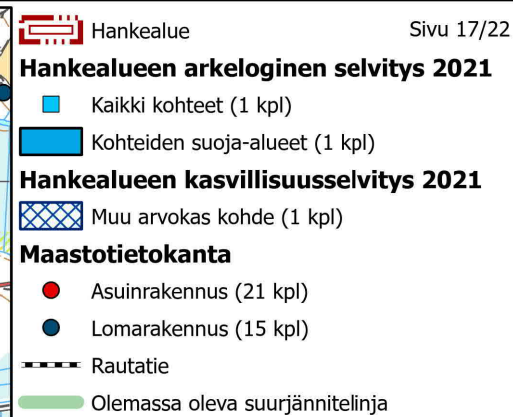 Hankealue
Sivu 17/22
Hankealueen arkeloginen selvitys 2021
Kaikki kohteet (1 kpl)
Kohteiden suoja-alueet (1 kpl)
Hankealueen kasvillisuusselvitys 2021
Muu arvokas kohde (1 kpl)
Maastotietokanta
Asuinrakennus (21 kpl)
Lomarakennus (15 kpl)
Rautatie
Olemassa oleva suurjännitelinja